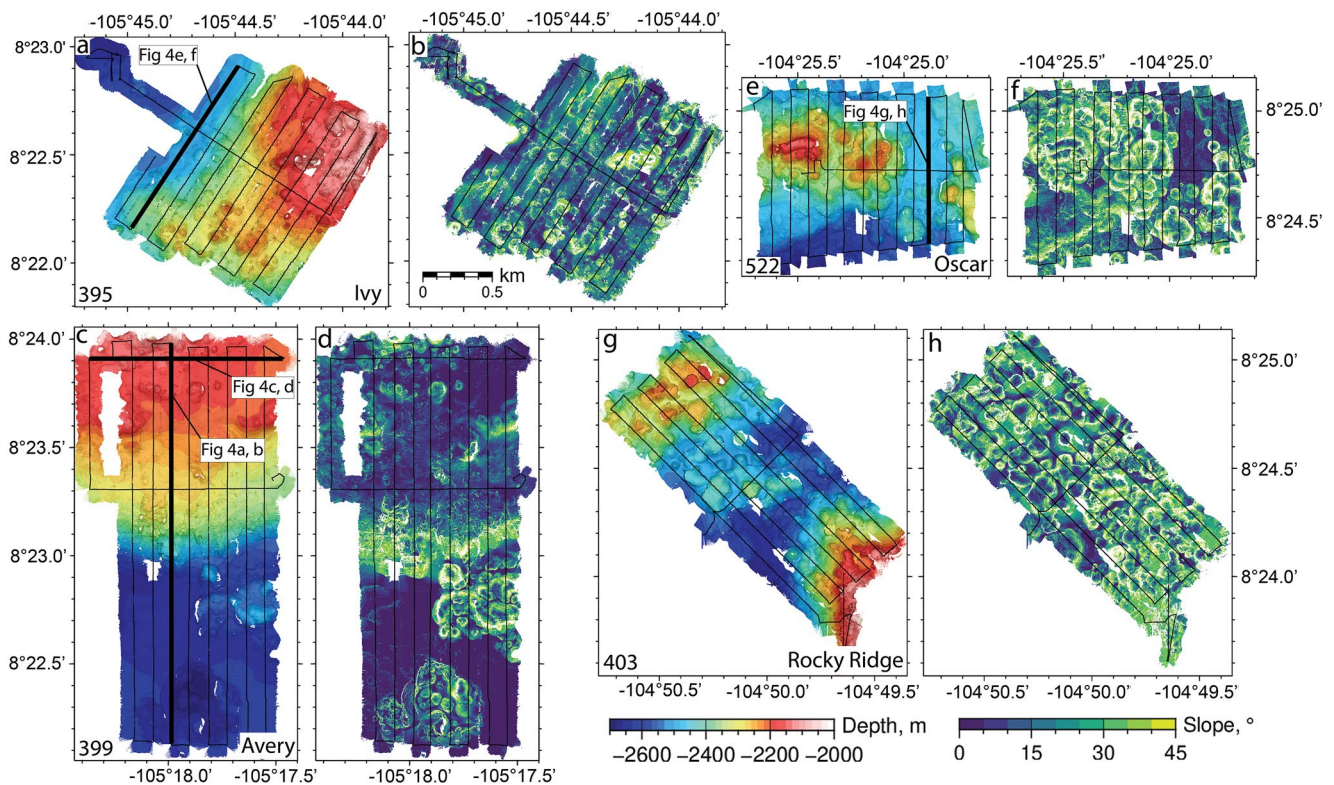 -105°45.0’ -105°44.5’ -105°44.0’
8°23.0’
8°22.5’
8°22.0’
a
Fig 4e, f
395
Ivy
-105°45.0’ -105°44.5’ -105°44.0’
b
km
0 0.5
-104°25.5’ -104°25.0’
e
Fig 4g, h
522
Oscar
-104°25.5’ -104°25.0’
f
8°25.0’
8°24.5’
8°24.0’
8°23.5’
8°23.0’
8°22.5’
c
Fig 4c, d
Fig 4a, b
399
Avery
-105°18.0’ -105°17.5’
d
-105°18.0’ -105°17.5’
g
403
Rocky Ridge
-104°50.5’ -104°50.0’ -104°49.5’
h
8°25.0’
8°24.5’
8°24.0’
-104°50.5’ -104°50.0’ -104°49.5’
Depth, m
−2600 −2400 −2200 −2000
Slope, °
0 15 30 45